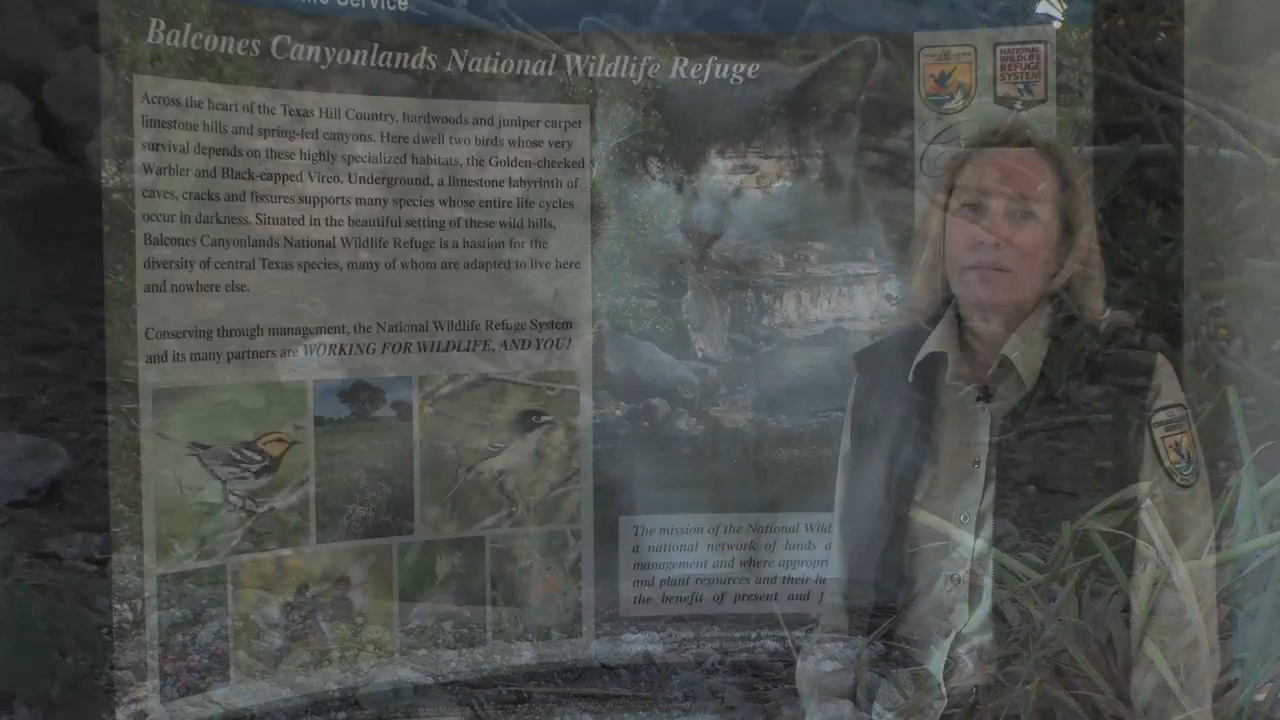 Service
Balcones Canyonlands National Wildlife Refuge
NATIONAL
WILDLIFE
REFUGE
SYSTEM
Across the heart of the Texas Hill Country, hardwoods and juniper carpet
limestone hills and spring-fed canyons. Here dwell two birds whose very
survival depends on these highly specialized habitats, the Golden-cheeked
Warbler and Black-capped Vireo. Underground, a limestone labyrinth of
caves, cracks and fissures supports many species whose entire life cycles
occur in darkness. Situated in the beautiful setting of these wild hills,
Balcones Canyonlands National Wildlife Refuge is a bastion for the
diversity of central Texas species, many of whom are adapted to live here
and nowhere else.
Conserving through management, the National Wildlife Refuge System
and its many partners are WORKING FOR WILDLIFE, AND YOU!
The mission of the National Wild
a national network of lands a
management and where appropri
and plant resources and their
the benefit of present and f